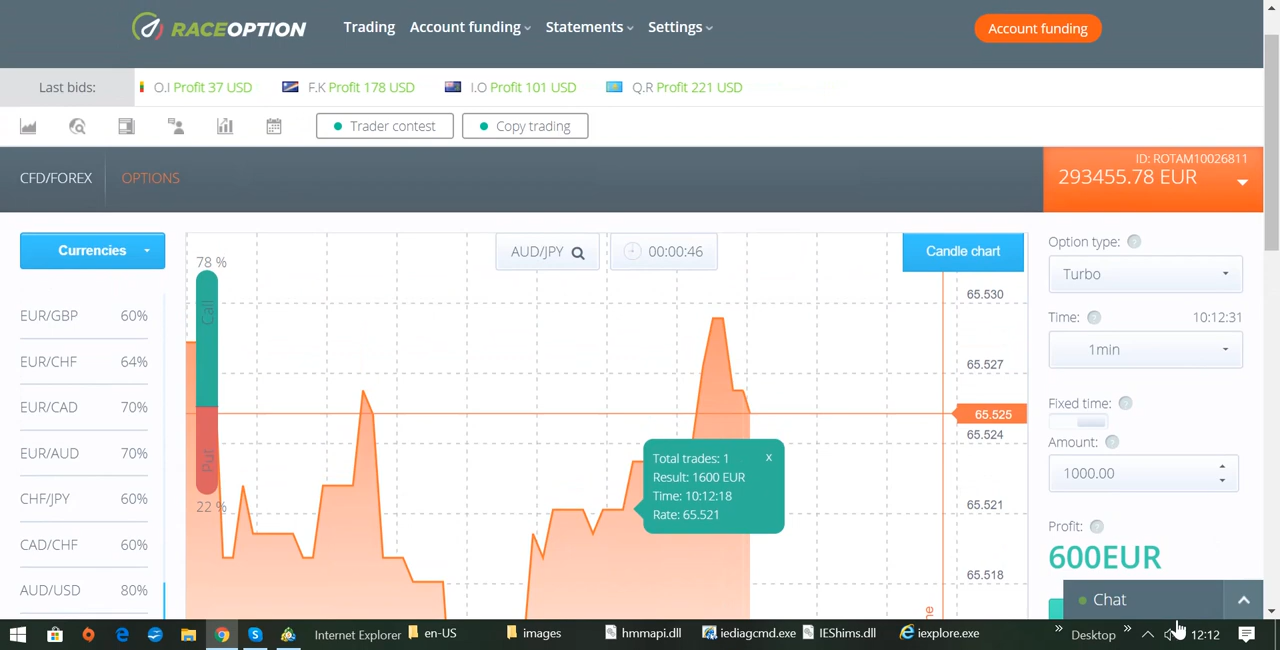 RACEOPTION
Trading Account funding Statements Settings
Account funding
Last bids: O.I Profit 37 USD F.K Profit 178 USD I.O Profit 101 USD Q.R Profit 221 USD
Trader contest Copy trading
CFD/FOREX OPTIONS
ID: ROTAM10026811
293455.78 EUR
Currencies
EUR/GBP 60%
EUR/CHF 64%
EUR/CAD 70%
EUR/AUD 70%
CHF/JPY 60%
CAD/CHF 60%
AUD/USD 80%
78 %
Call
Put
22 %
AUD/JPY
00:00:46
Candle chart
65.530
65.527
65.525
65.524
65.521
65.518
Total trades: 1 x
Result: 1600 EUR
Time: 10:12:18
Rate: 65.521
Option type: ?
Turbo
Time: ? 10:12:31
1min
Fixed time: ?
Amount: ?
1000.00
Profit: ?
600EUR
Chat
Internet Explorer en-US images hmmapi.dll iediagcmd.exe IEShims.dll iexplore.exe Desktop 12:12